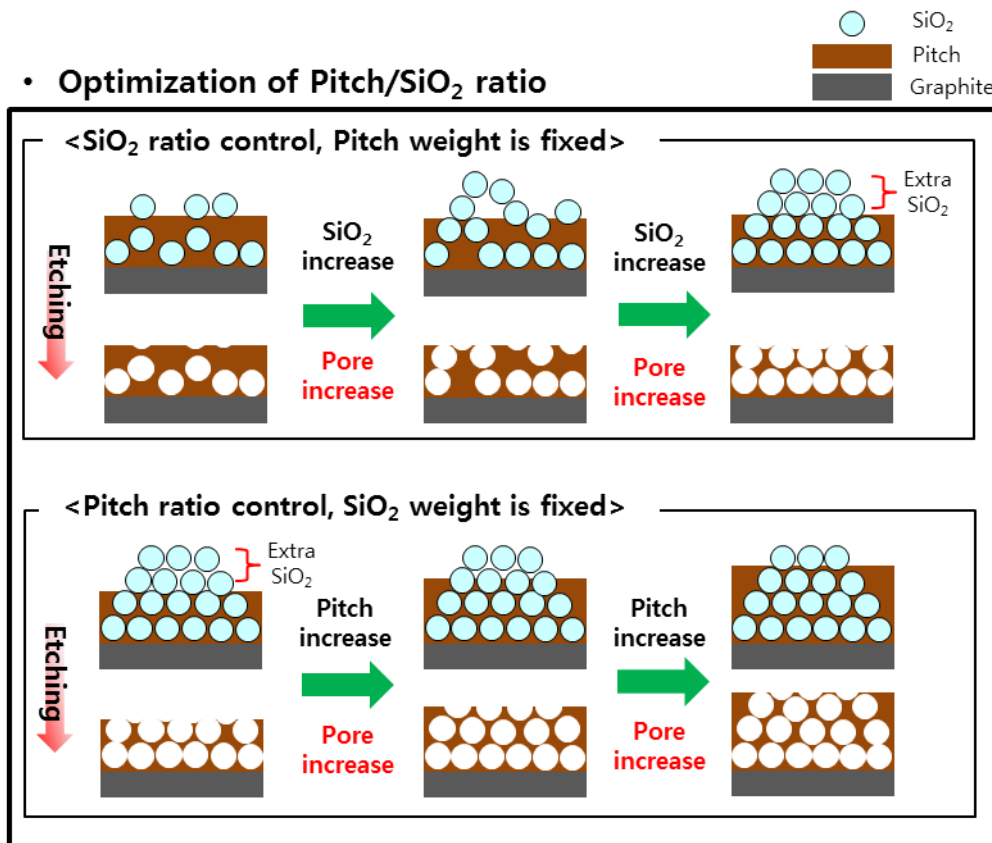 SiO₂
Pitch
Graphite
• Optimization of Pitch/SiO₂ ratio
<SiO₂ ratio control, Pitch weight is fixed>
Extra
SiO₂
Etching
SiO₂
increase
SiO₂
increase
Pore
increase
Pore
increase
<Pitch ratio control, SiO₂ weight is fixed>
Extra
SiO₂
Etching
Pitch
increase
Pitch
increase
Pore
increase
Pore
increase